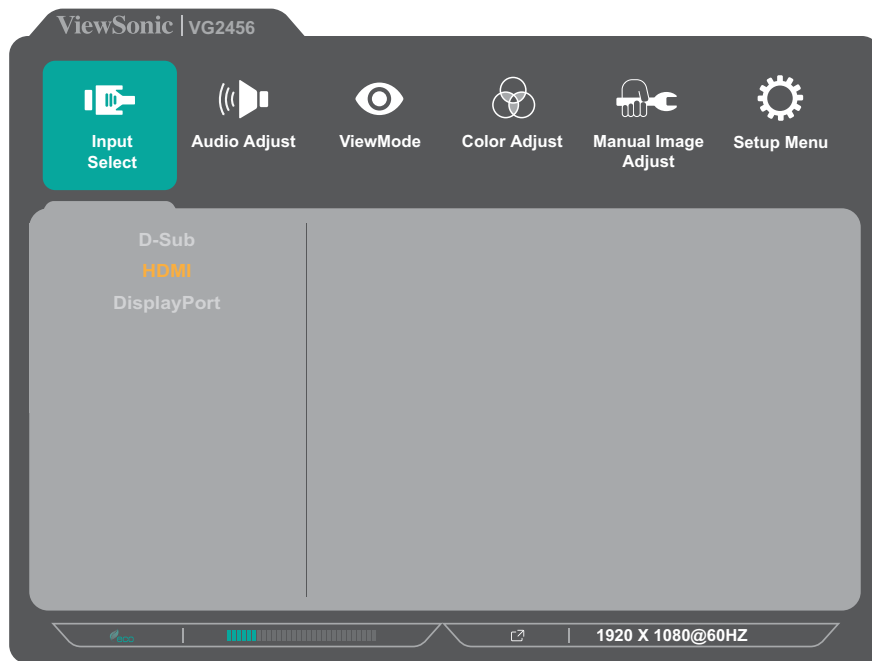 ViewSonic | VG2456
Input
Select
Audio Adjust
ViewMode
Color Adjust
Manual Image
Adjust
Setup Menu
D-Sub
HDMI
DisplayPort
eco
1920 X 1080@60HZ